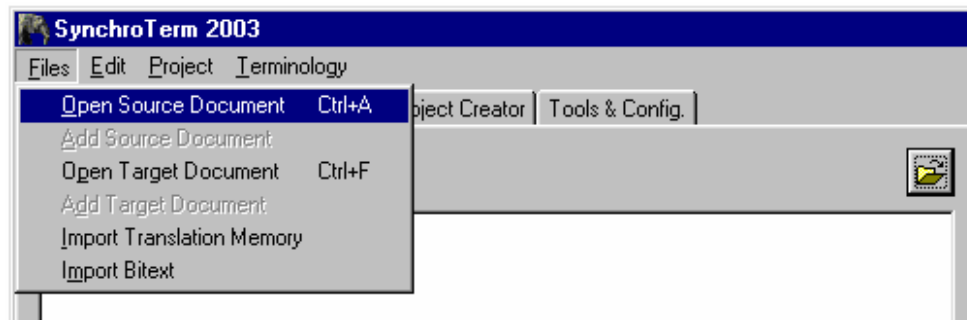 SynchroTerm 2003
Files Edit Project Terminology
Open Source Document Ctrl+A
Creator Tools & Config.
Add Source Document
Open Target Document Ctrl+F
Add Target Document
Import Translation Memory
Import Bitext